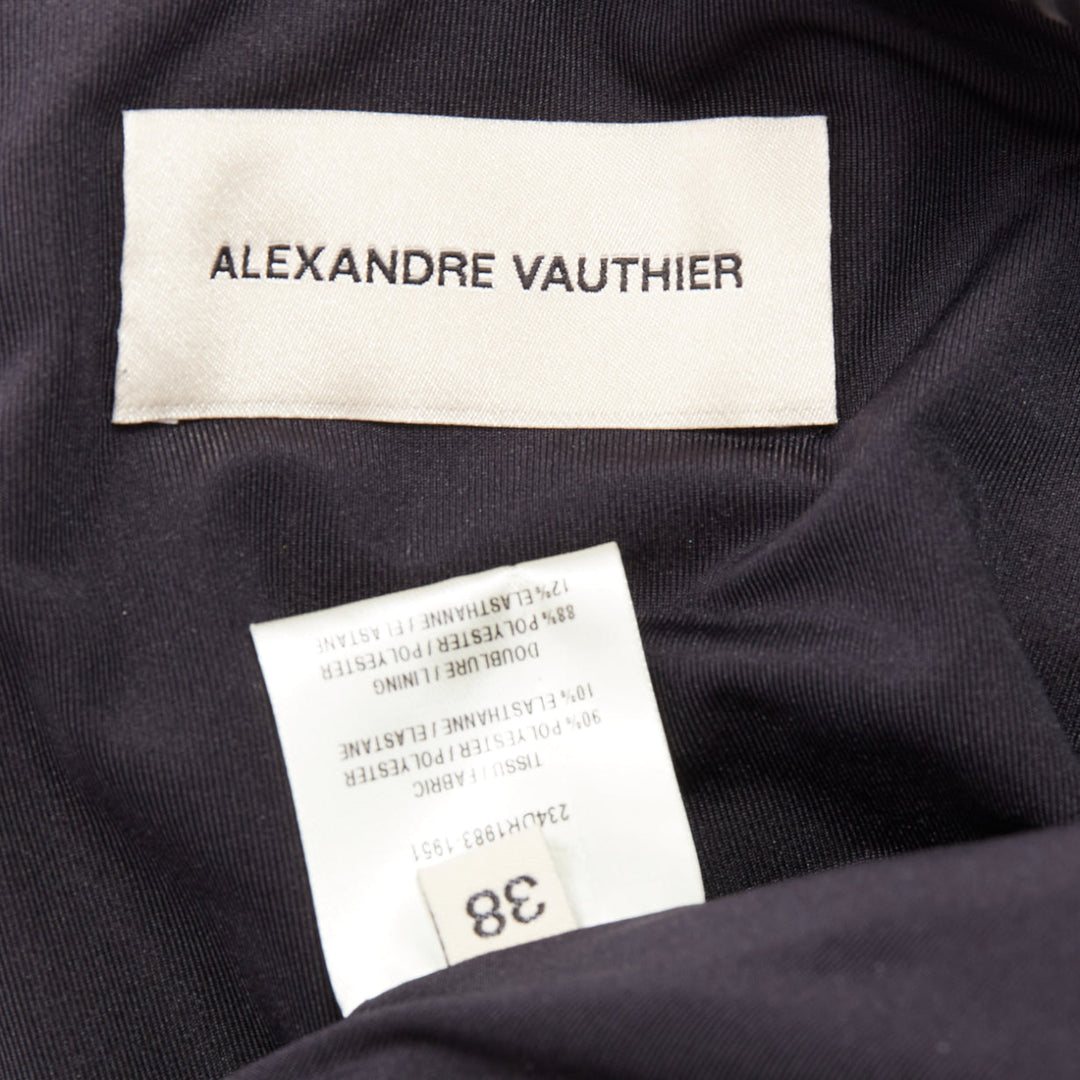 ALEXANDRE VAUTHIER
38
234DR1983-1951
TISSU / FABRIC
90% POLYESTER / POLYESTER
10% ELASTHANNE / ELASTANE
DOUBLURE / LINING
88% POLYESTER / POLYESTER
12% ELASTHANNE / ELASTANE